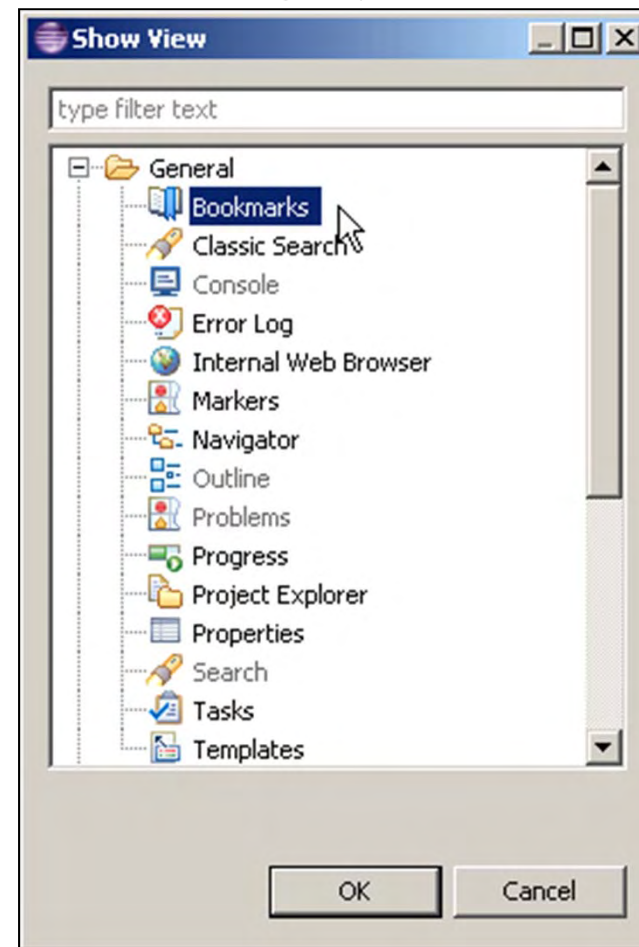 Show View
type filter text
General
Bookmarks
Classic Search
Console
Error Log
Internal Web Browser
Markers
Navigator
Outline
Problems
Progress
Project Explorer
Properties
Search
Tasks
Templates
OK Cancel